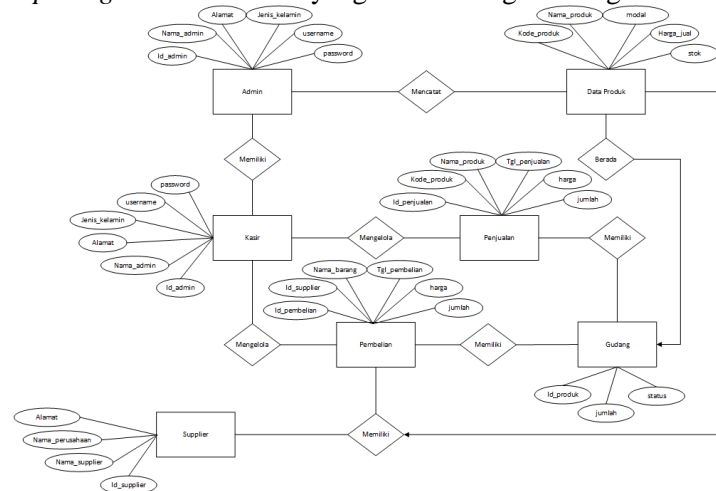 Alamat
Jenis_kelamin
Nama_produk
modal
Nama_admin
username
Kode_produk
Harga_jual
Id_admin
password
stok
Admin
Mencatat
Data Produk
Memiliki
Berada
Nama_produk
Tgl_penjualan
password
Kode_produk
harga
username
Id_penjualan
jumlah
Jenis_kelamin
Kasir
Mengelola
Penjualan
Memiliki
Alamat
Nama_admin
Nama_barang
Tgl_pembelian
Id_admin
Id_supplier
harga
Id_pembelian
jumlah
Mengelola
Pembelian
Memiliki
Gudang
Id_produk
status
jumleh
Alamat
Supplier
Memiliki
Nama_perusahaan
Nama_supplier
Id_supplier